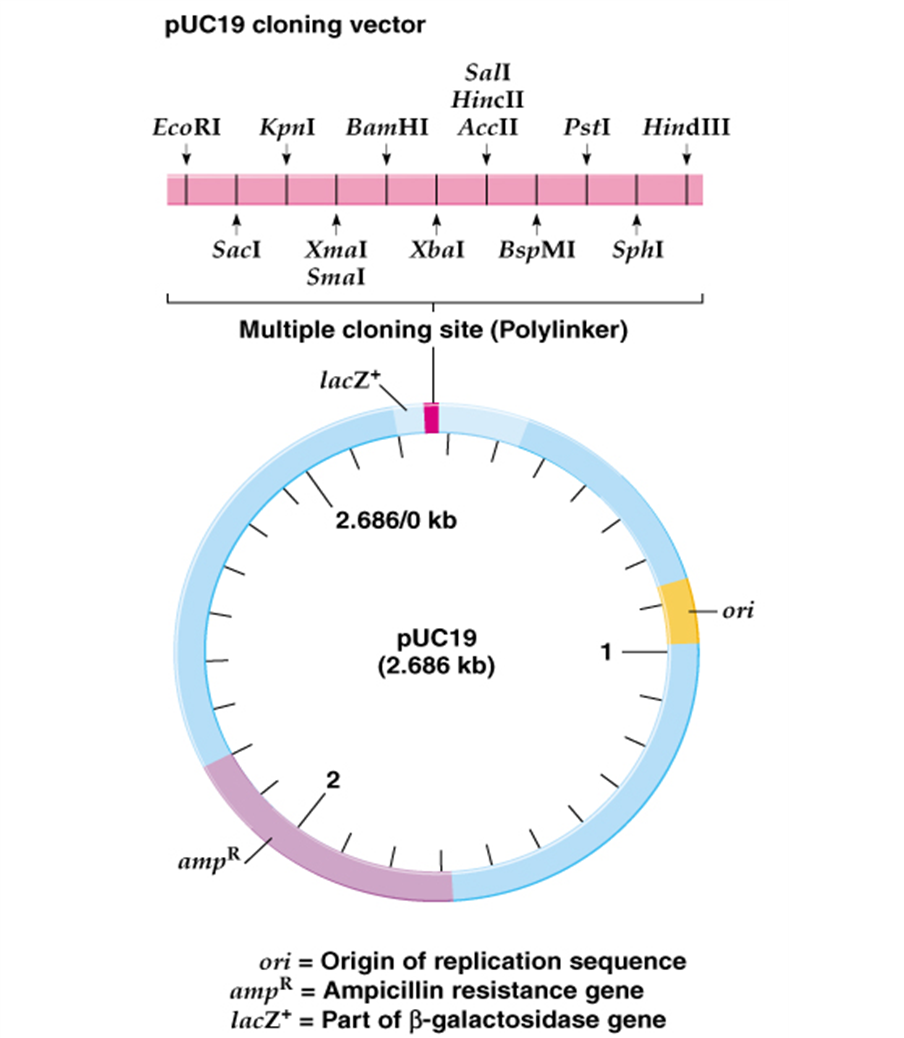 pUC19 cloning vector
SalI
HincII
EcoRI KpnI BamHI AccII PstI HindIII
SacI XmaI XbaI BspMI SphI
SmaI
Multiple cloning site (Polylinker)
lacZ+
2.686/0 kb
ori
pUC19
1
(2.686 kb)
2
ampR
ori = Origin of replication sequence
ampR = Ampicillin resistance gene
lacZ+ = Part of β-galactosidase gene